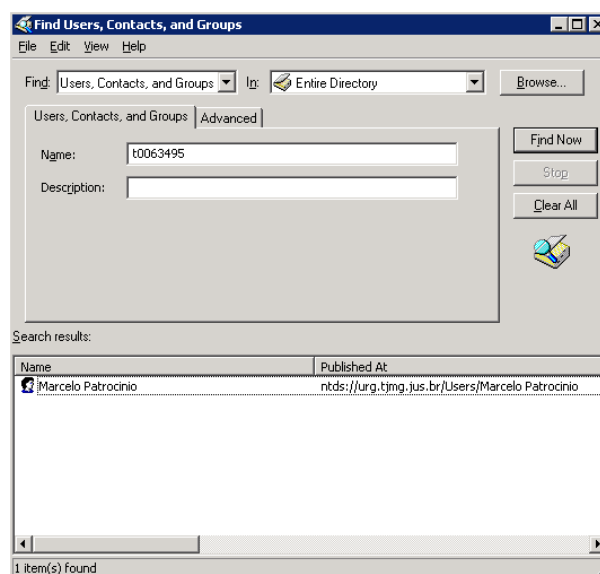 Find Users, Contacts, and Groups
File Edit View Help
Find: Users, Contacts, and Groups In: Entire Directory Browse...
Users, Contacts, and Groups Advanced
Name: t0063495
Description:
Find Now
Stop
Clear All
Search results:
Name Published At
Marcelo Patrocinio ntds://urg.tjmg.jus.br/Users/Marcelo Patrocinio
1 item(s) found